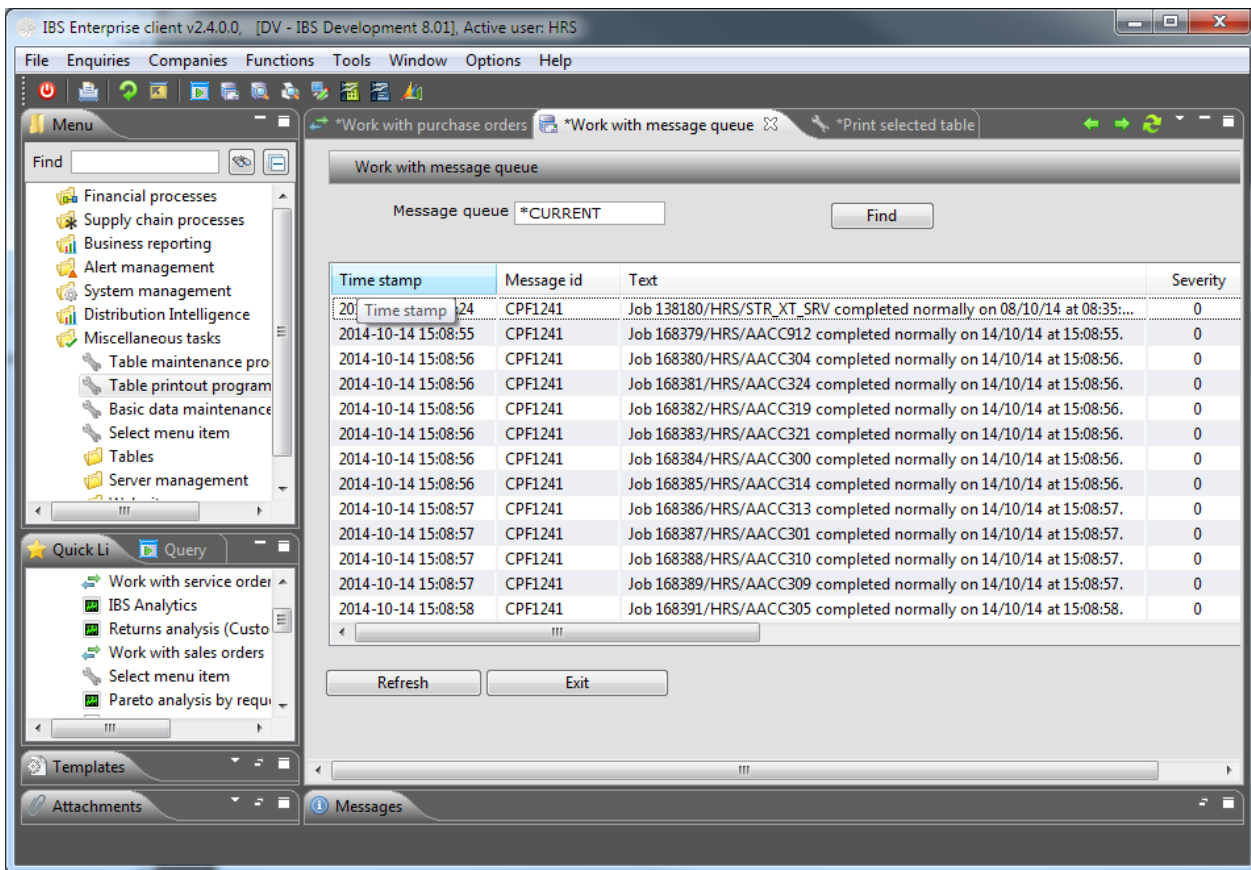 IBS Enterprise client v2.4.0.0, [DV - IBS Development 8.01], Active user: HRS
File Enquiries Companies Functions Tools Window Options Help
Menu
Find
Financial processes
Supply chain processes
Business reporting
Alert management
System management
Distribution Intelligence
Miscellaneous tasks
Table maintenance pro
Table printout program
Basic data maintenance
Select menu item
Tables
Server management
Quick Li Query
Work with service order
IBS Analytics
Returns analysis (Custo
Work with sales orders
Select menu item
Pareto analysis by reque
Templates
Attachments
*Work with purchase orders *Work with message queue *Print selected table
Work with message queue
Message queue *CURRENT Find
Time stamp Message id Text Severity
Time stamp
:24 CPF1241 Job 138180/HRS/STR_XT_SRV completed normally on 08/10/14 at 08:35:... 0
2014-10-14 15:08:55 CPF1241 Job 168379/HRS/AACC912 completed normally on 14/10/14 at 15:08:55. 0
2014-10-14 15:08:56 CPF1241 Job 168380/HRS/AACC304 completed normally on 14/10/14 at 15:08:56. 0
2014-10-14 15:08:56 CPF1241 Job 168381/HRS/AACC324 completed normally on 14/10/14 at 15:08:56. 0
2014-10-14 15:08:56 CPF1241 Job 168382/HRS/AACC319 completed normally on 14/10/14 at 15:08:56. 0
2014-10-14 15:08:56 CPF1241 Job 168383/HRS/AACC321 completed normally on 14/10/14 at 15:08:56. 0
2014-10-14 15:08:56 CPF1241 Job 168384/HRS/AACC300 completed normally on 14/10/14 at 15:08:56. 0
2014-10-14 15:08:56 CPF1241 Job 168385/HRS/AACC314 completed normally on 14/10/14 at 15:08:56. 0
2014-10-14 15:08:57 CPF1241 Job 168386/HRS/AACC313 completed normally on 14/10/14 at 15:08:57. 0
2014-10-14 15:08:57 CPF1241 Job 168387/HRS/AACC301 completed normally on 14/10/14 at 15:08:57. 0
2014-10-14 15:08:57 CPF1241 Job 168388/HRS/AACC310 completed normally on 14/10/14 at 15:08:57. 0
2014-10-14 15:08:57 CPF1241 Job 168389/HRS/AACC309 completed normally on 14/10/14 at 15:08:57. 0
2014-10-14 15:08:58 CPF1241 Job 168391/HRS/AACC305 completed normally on 14/10/14 at 15:08:58. 0
Refresh Exit
Messages